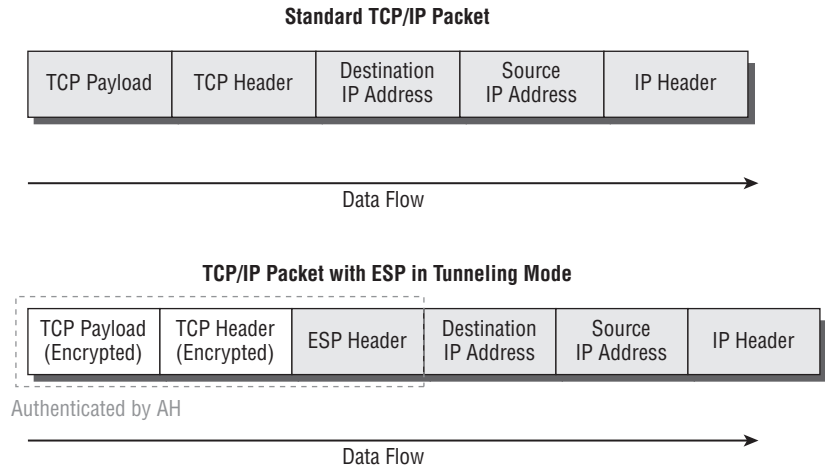 Standard TCP/IP Packet
TCP Payload
TCP Header
Destination
IP Address
Source
IP Address
IP Header
Data Flow
TCP/IP Packet with ESP in Tunneling Mode
TCP Payload
(Encrypted)
TCP Header
(Encrypted)
ESP Header
Destination
IP Address
Source
IP Address
IP Header
Authenticated by AH
Data Flow